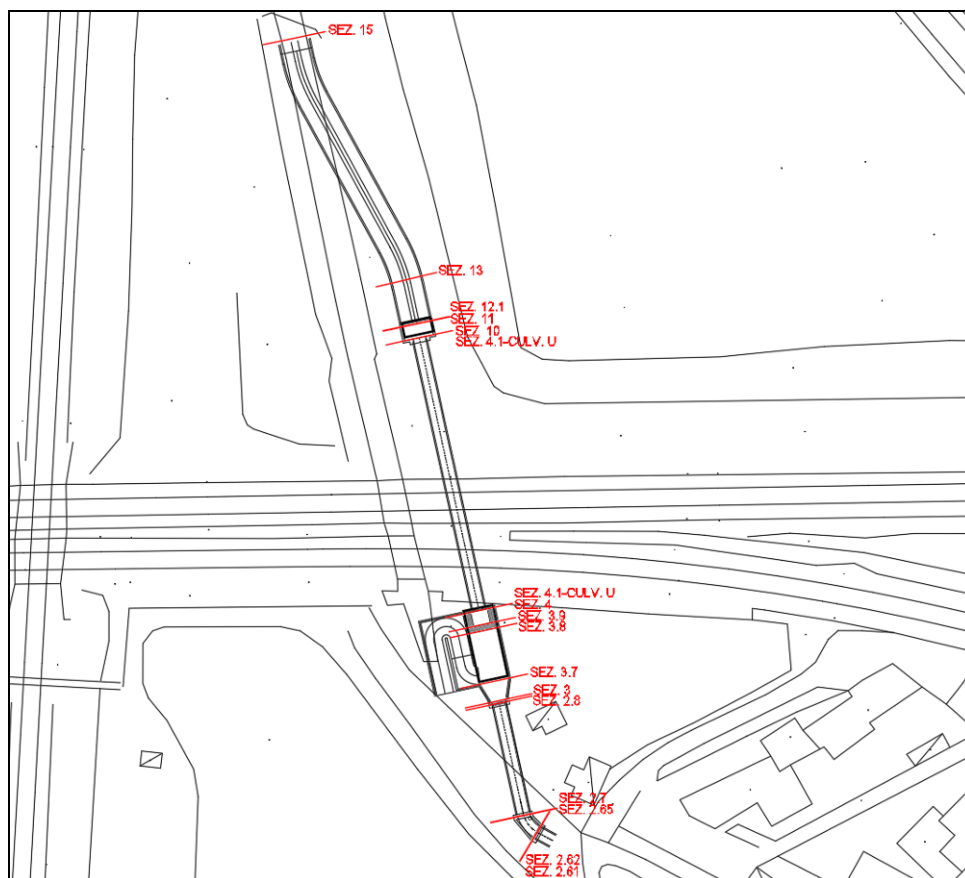 SEZ. 15
SEZ. 13
SEZ. 12.1
SEZ. 11
SEZ. 10
SEZ. 4.1-CULV. U
SEZ. 4.1-CULV. U
SEZ. 4
SEZ. 3.9
SEZ. 3.8
SEZ. 3.7
SEZ. 3
SEZ. 2.8
SEZ. 2.7
SEZ. 2.65
SEZ. 2.62
SEZ. 2.61